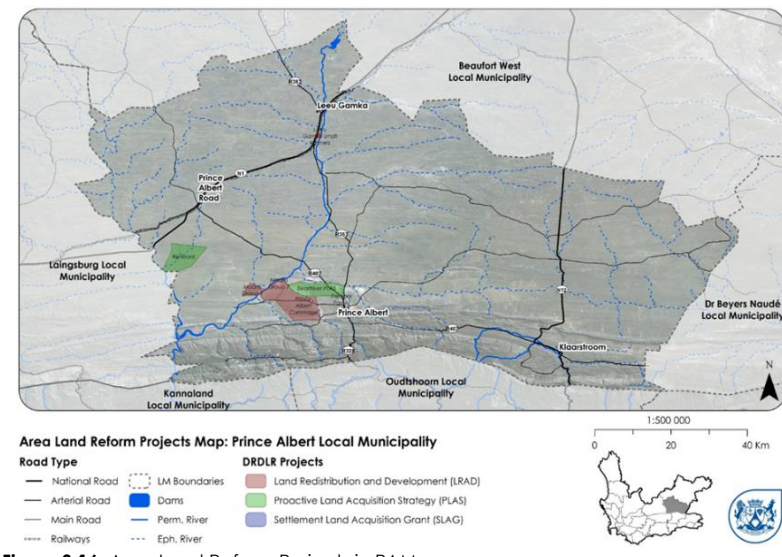 Beaufort West
Local Municipality
Leeu Gamka
Prince
Albert
Road
N1
Laingsburg Local
Municipality
Prince Albert
N12
Klaarstroom
Dr Beyers Naudé
Local Municipality
Kannaland
Local Municipality
Oudtshoorn Local
Municipality
N
1:500 000
0 20 40 Km
Area Land Reform Projects Map: Prince Albert Local Municipality
Road Type
National Road
Arterial Road
Main Road
Railways
LM Boundaries
Dams
Perm. River
Eph. River
DRDLR Projects
Land Redistribution and Development (LRAD)
Proactive Land Acquisition Strategy (PLAS)
Settlement Land Acquisition Grant (SLAG)